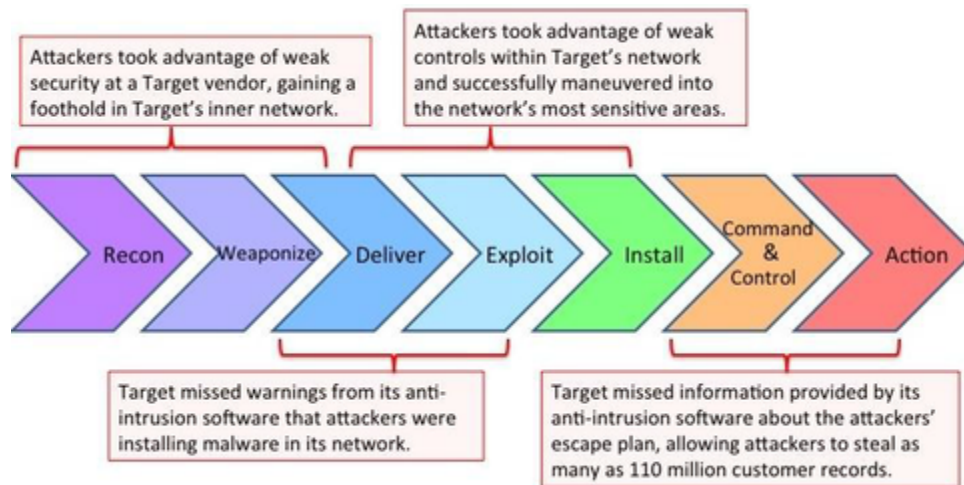 Attackers took advantage of weak
security at a Target vendor, gaining a
foothold in Target's inner network.
Attackers took advantage of weak
controls within Target's network
and successfully maneuvered into
the network's most sensitive areas.
Recon
Weaponize
Deliver
Exploit
Install
Command
&
Control
Action
Target missed warnings from its anti-
intrusion software that attackers were
installing malware in its network.
Target missed information provided by its
anti-intrusion software about the attackers'
escape plan, allowing attackers to steal as
many as 110 million customer records.